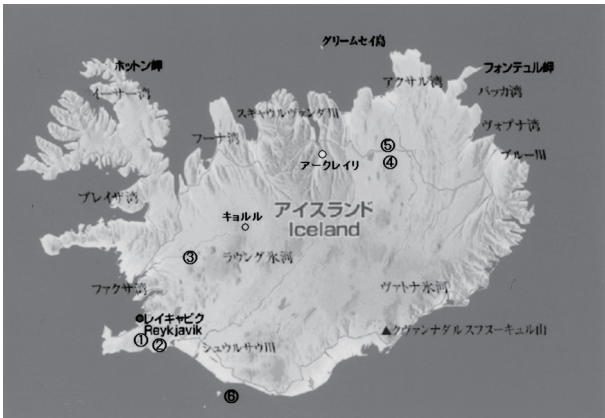 グリームセイ島
ホットン岬
フォンテュル岬
アクサル湾
イーサー湾
バッカ湾
スキャウルヴァンダ川
ヴォプナ湾
フーナ湾
⑤
ブルー川
アークレイリ
④
ブレイザ湾
キョルル
アイスランド
Iceland
③
ラウング氷河
ファクサ湾
ヴァトナ氷河
レイキャビク
Reykjavik
▲クヴァンナダルスフヌーキュル山
①
②
シュウルサウ川
⑥